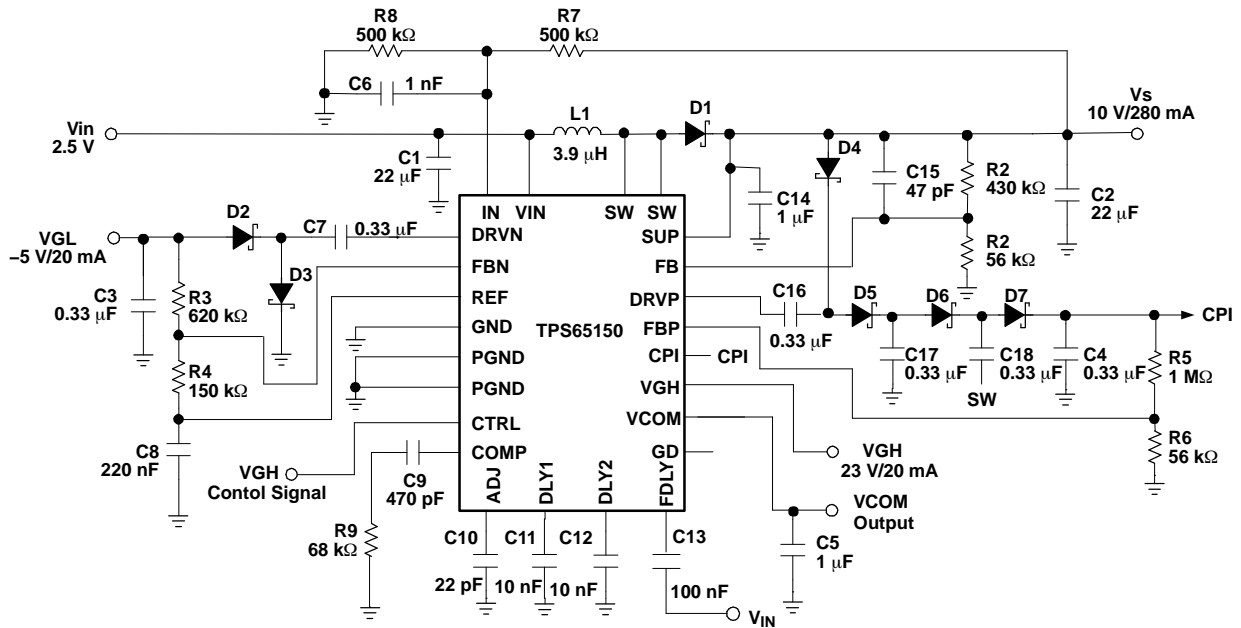 R8
500 kΩ
R7
500 kΩ
C6
1 nF
Vin
2.5 V
L1
3.9 μH
D1
Vs
10 V/280 mA
C1
22 μF
D4
C14
1 μF
C15
47 pF
R2
430 kΩ
C2
22 μF
IN
VIN
SW
SW
VGL
–5 V/20 mA
D2
C7
0.33 μF
DRVN
SUP
FBN
FB
R2
56 kΩ
C3
0.33 μF
R3
620 kΩ
D3
REF
DRVP
C16
0.33 μF
D5
D6
D7
CPI
GND
TPS65150
FBP
PGND
CPI
CPI
C17
0.33 μF
C18
0.33 μF
SW
C4
0.33 μF
R5
1 MΩ
R4
150 kΩ
PGND
VGH
CTRL
VCOM
C8
220 nF
VGH
Contol Signal
C9
470 pF
COMP
GD
VGH
23 V/20 mA
R6
56 kΩ
ADJ
DLY1
DLY2
FDLY
VCOM
Output
R9
68 kΩ
C10
22 pF
C11
10 nF
C12
10 nF
C13
100 nF
C5
1 μF
VIN